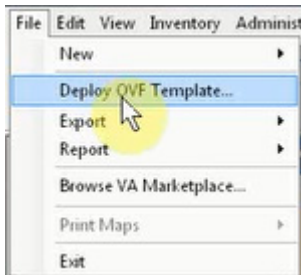 File Edit View Inventory Administ
New
Deploy OVF Template...
Export
Report
Browse VA Marketplace...
Print Maps
Exit